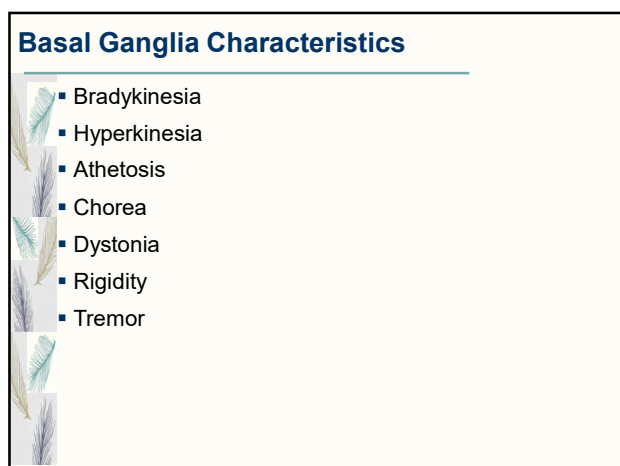 Basal Ganglia Characteristics
▪ Bradykinesia
▪ Hyperkinesia
▪ Athetosis
▪ Chorea
▪ Dystonia
▪ Rigidity
▪ Tremor